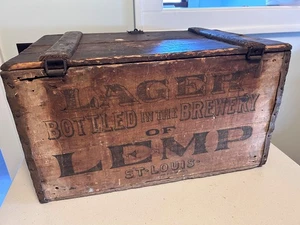 LAGER
BOTTLED IN THE BREWERY
OF
LEMP
ST. LOUIS.